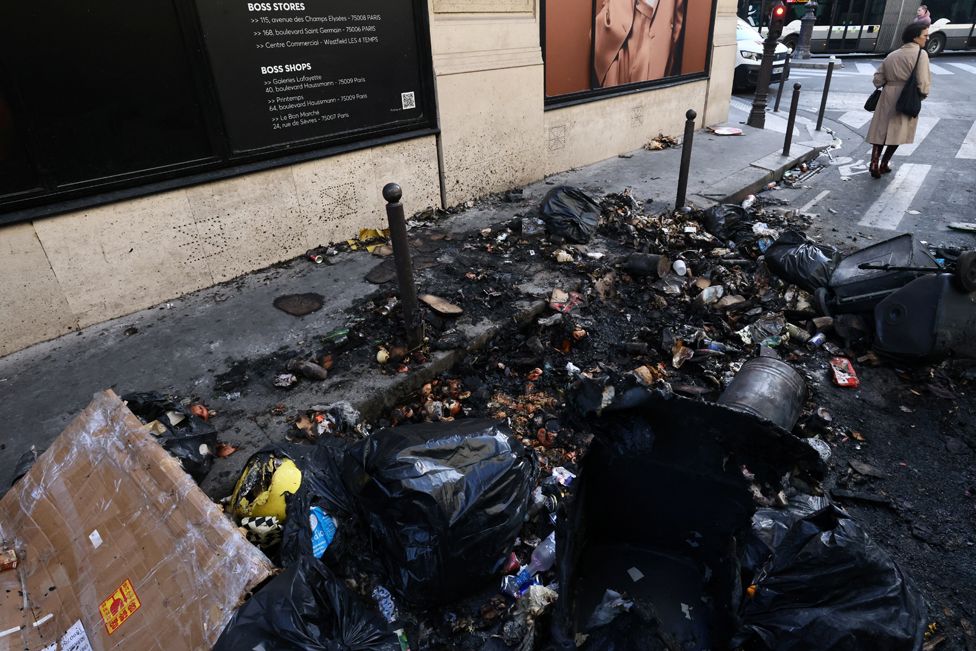 BOSS STORES
>> 115, avenue des Champs Elysées - 75008 PARIS
>> 168, boulevard Saint Germain - 75006 PARIS
>> Centre Commercial - Westfield LES 4 TEMPS
BOSS SHOPS
>> Galeries Lafayette
40, boulevard Haussmann - 75009 Paris
>> Printemps
64, boulevard Haussmann - 75009 Paris
>> Le Bon Marché
24, rue de Sèvres - 75007 Paris